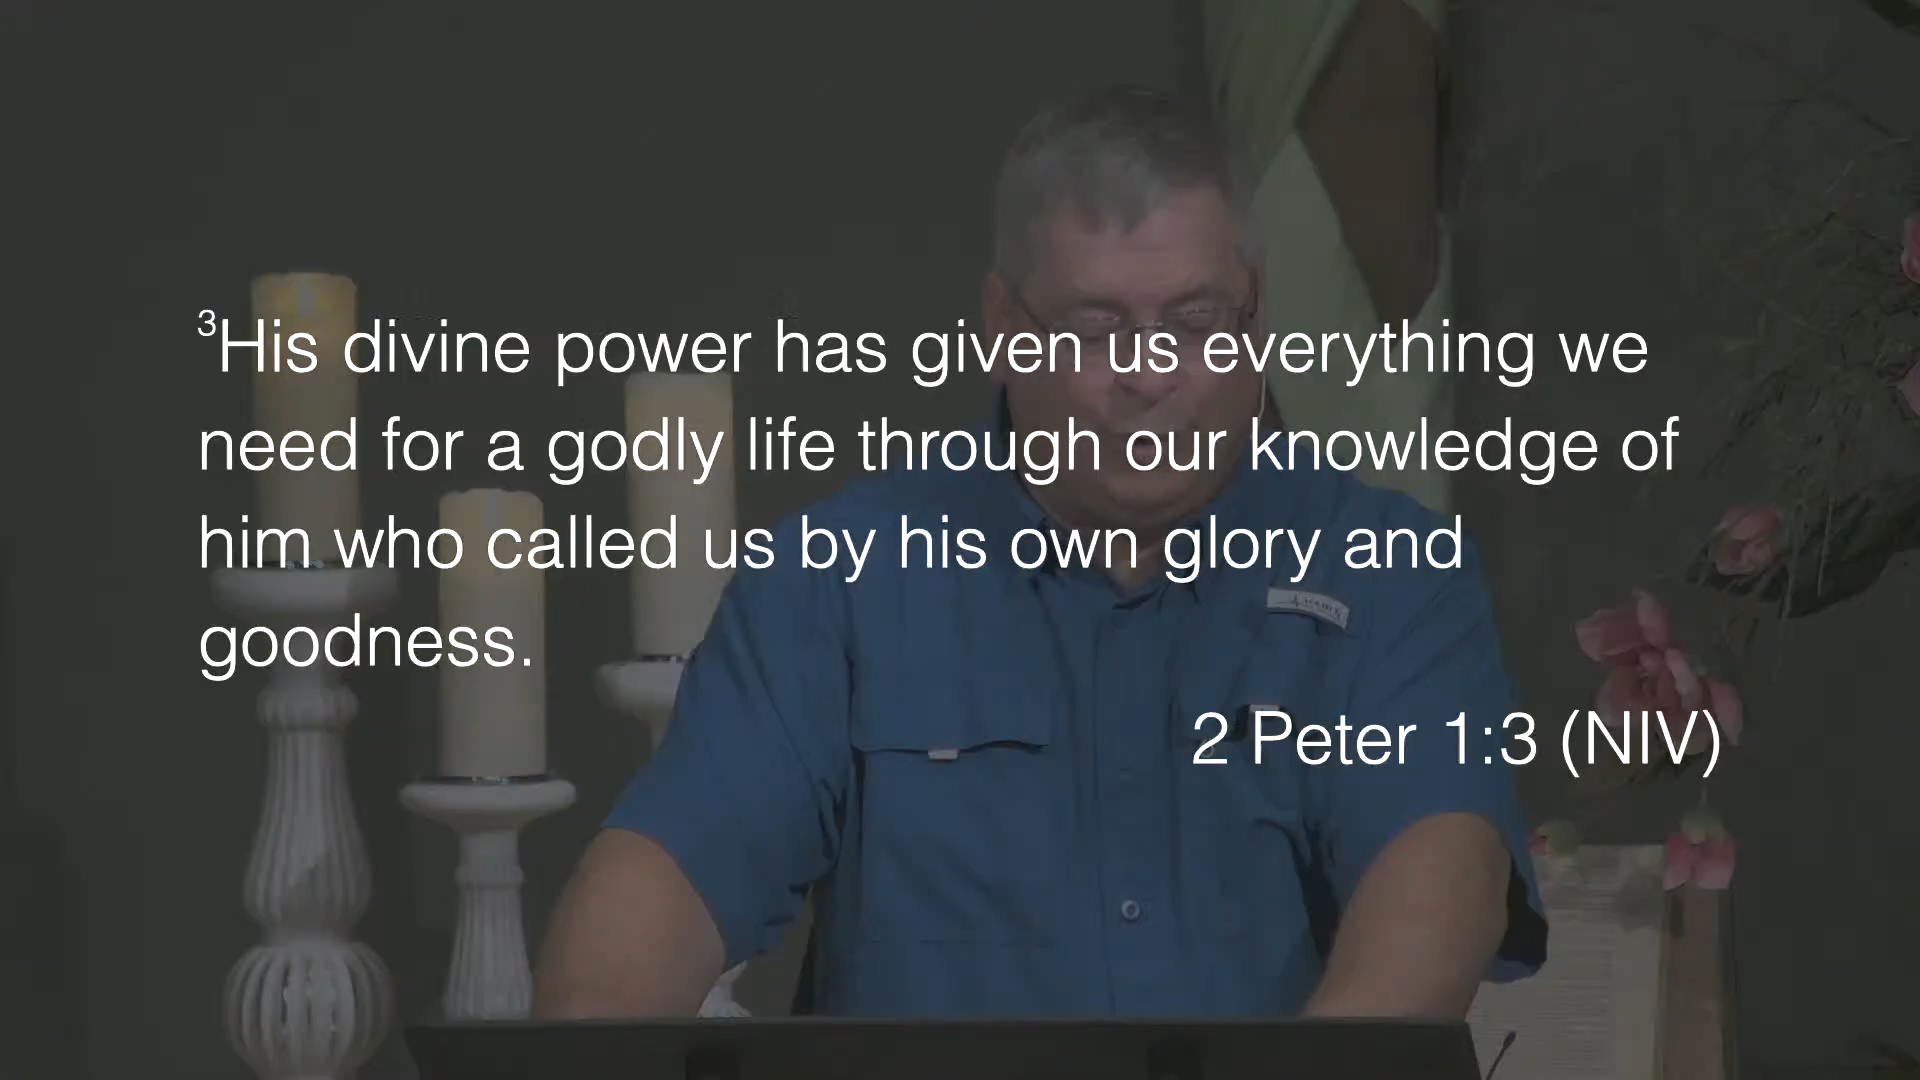 ³His divine power has given us everything we
need for a godly life through our knowledge of
him who called us by his own glory and
goodness.
2 Peter 1:3 (NIV)